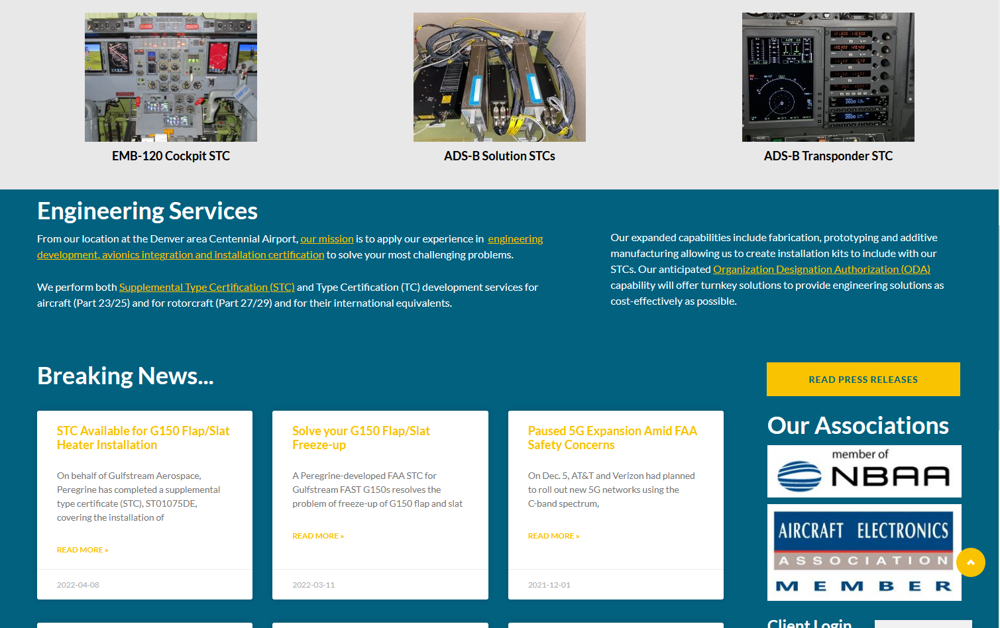 EMB-120 Cockpit STC
ADS-B Solution STCs
ADS-B Transponder STC
Engineering Services
From our location at the Denver area Centennial Airport, our mission is to apply our experience in engineering
development, avionics integration and installation certification to solve your most challenging problems.
We perform both Supplemental Type Certification (STC) and Type Certification (TC) development services for
aircraft (Part 23/25) and for rotorcraft (Part 27/29) and for their international equivalents.
Our expanded capabilities include fabrication, prototyping and additive
manufacturing allowing us to create installation kits to include with our
STCs. Our anticipated Organization Designation Authorization (ODA)
capability will offer turnkey solutions to provide engineering solutions as
cost-effectively as possible.
Breaking News...
STC Available for G150 Flap/Slat
Heater Installation
On behalf of Gulfstream Aerospace,
Peregrine has completed a supplemental
type certificate (STC), ST01075DE,
covering the installation of
READ MORE »
2022-04-08
Solve your G150 Flap/Slat
Freeze-up
A Peregrine-developed FAA STC for
Gulfstream FAST G150s resolves the
problem of freeze-up of G150 flap and slat
READ MORE »
2022-03-11
Paused 5G Expansion Amid FAA
Safety Concerns
On Dec. 5, AT&T and Verizon had planned
to roll out new 5G networks using the
C-band spectrum,
READ MORE »
2021-12-01
READ PRESS RELEASES
Our Associations
member of
NBAA
AIRCRAFT ELECTRONICS
ASSOCIATION
MEMBER
Client Login